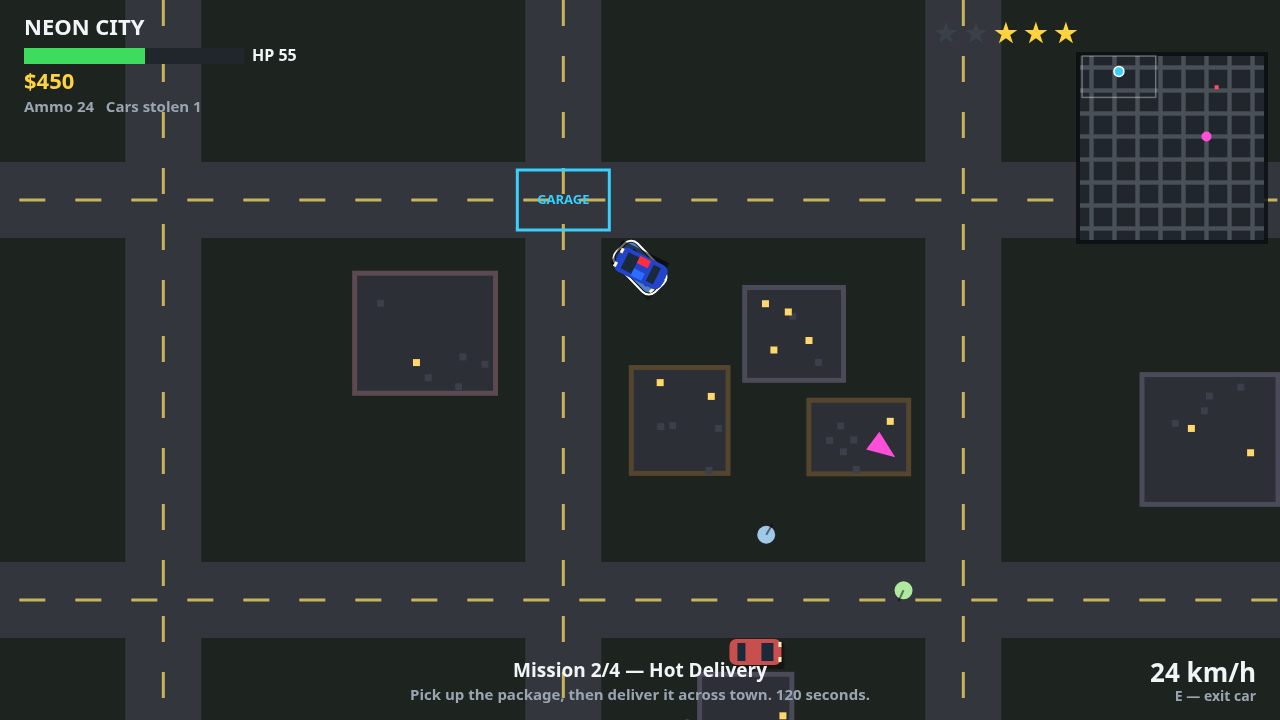 NEON CITY
HP 55
$450
Ammo 24 Cars stolen 1
GARAGE
Mission 2/4 — Hot Delivery
Pick up the package, then deliver it across town. 120 seconds.
24 km/h
E — exit car